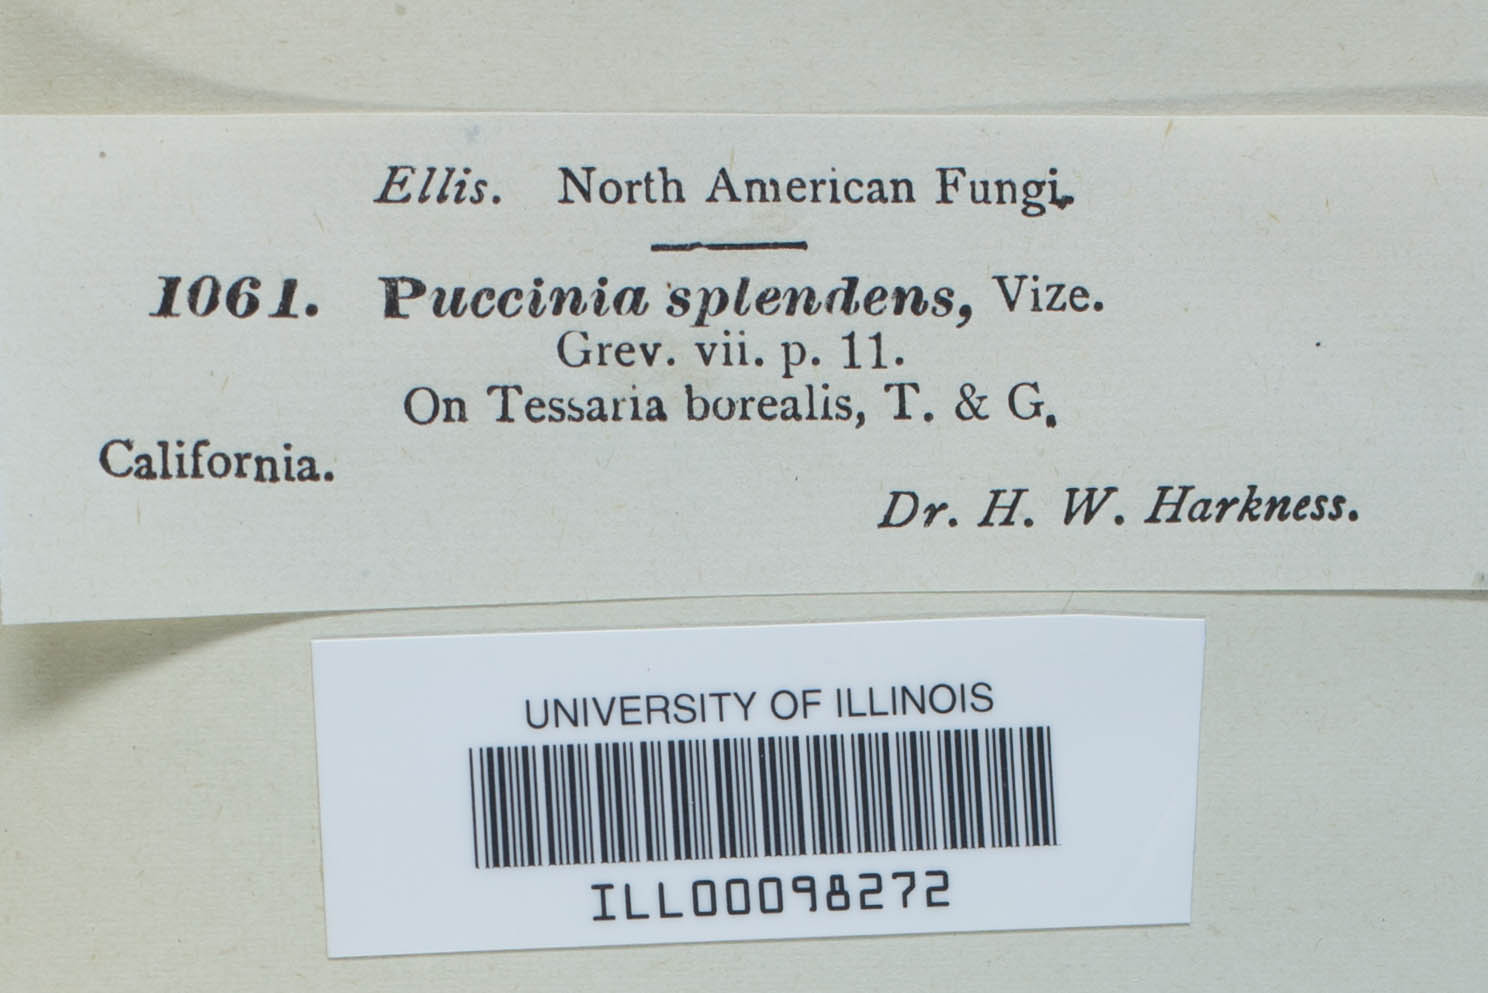 Ellis. North American Fungi.
1061. Puccinia splendens, Vize.
Grev. vii. p. 11.
On Tessaria borealis, T. & G.
California.
Dr. H. W. Harkness.
UNIVERSITY OF ILLINOIS
ILL00098272